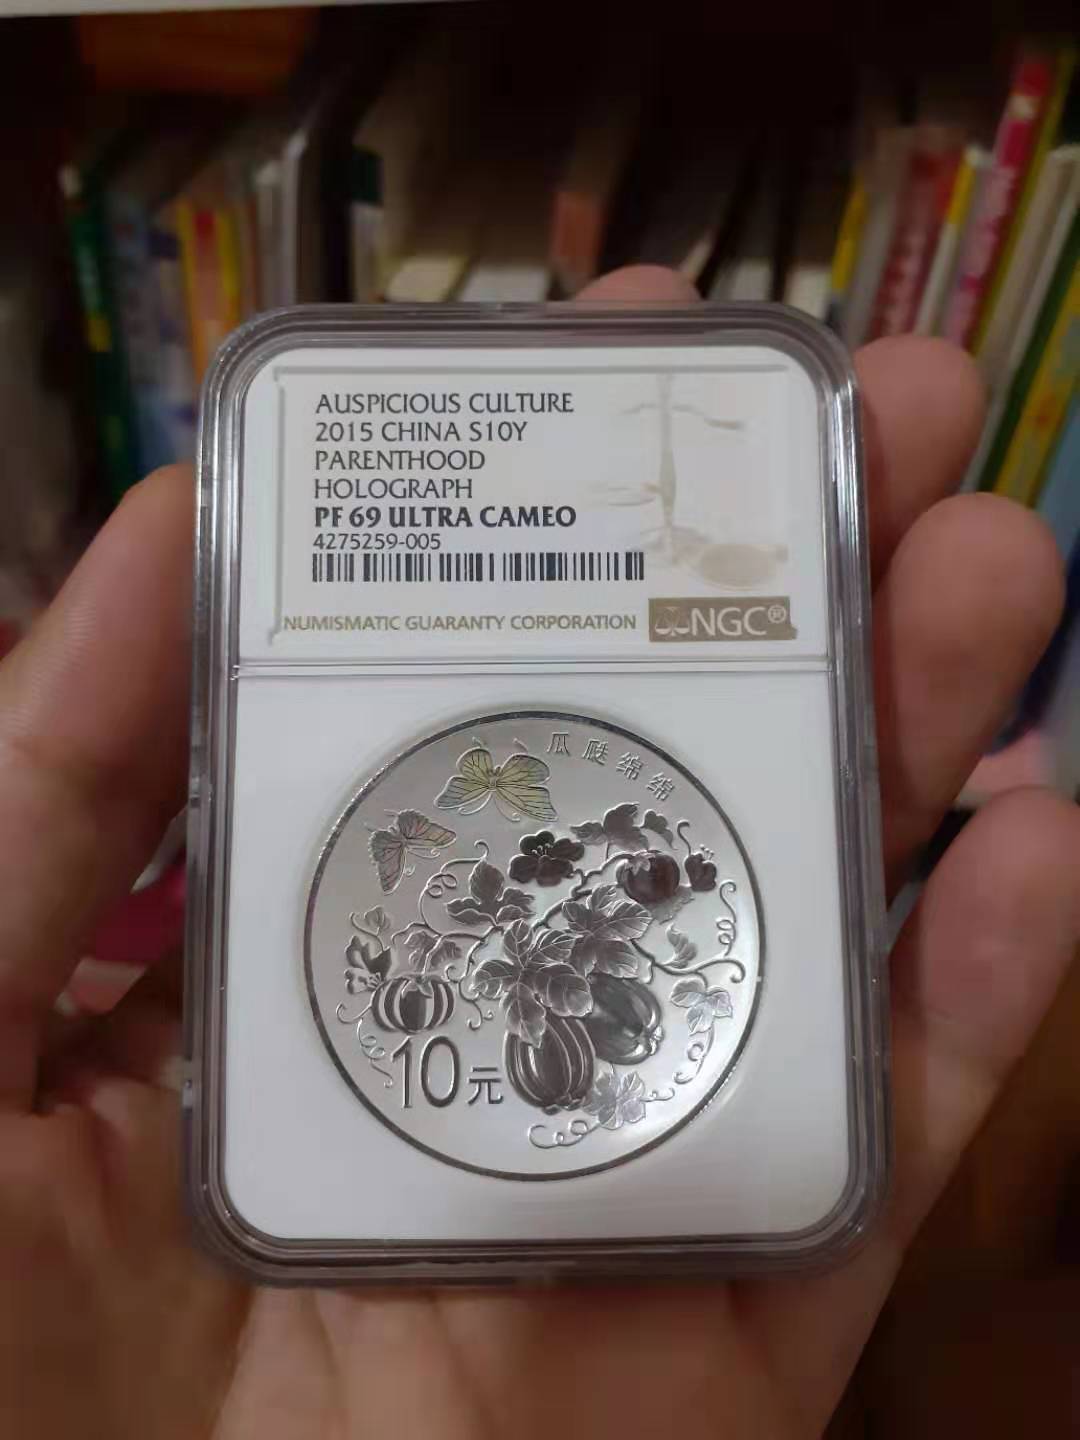 AUSPICIOUS CULTURE
2015 CHINA S10Y
PARENTHOOD
HOLOGRAPH
PF 69 ULTRA CAMEO
4275259-005
NUMISMATIC GUARANTY CORPORATION
NGC®
瓜瓞绵绵
10元